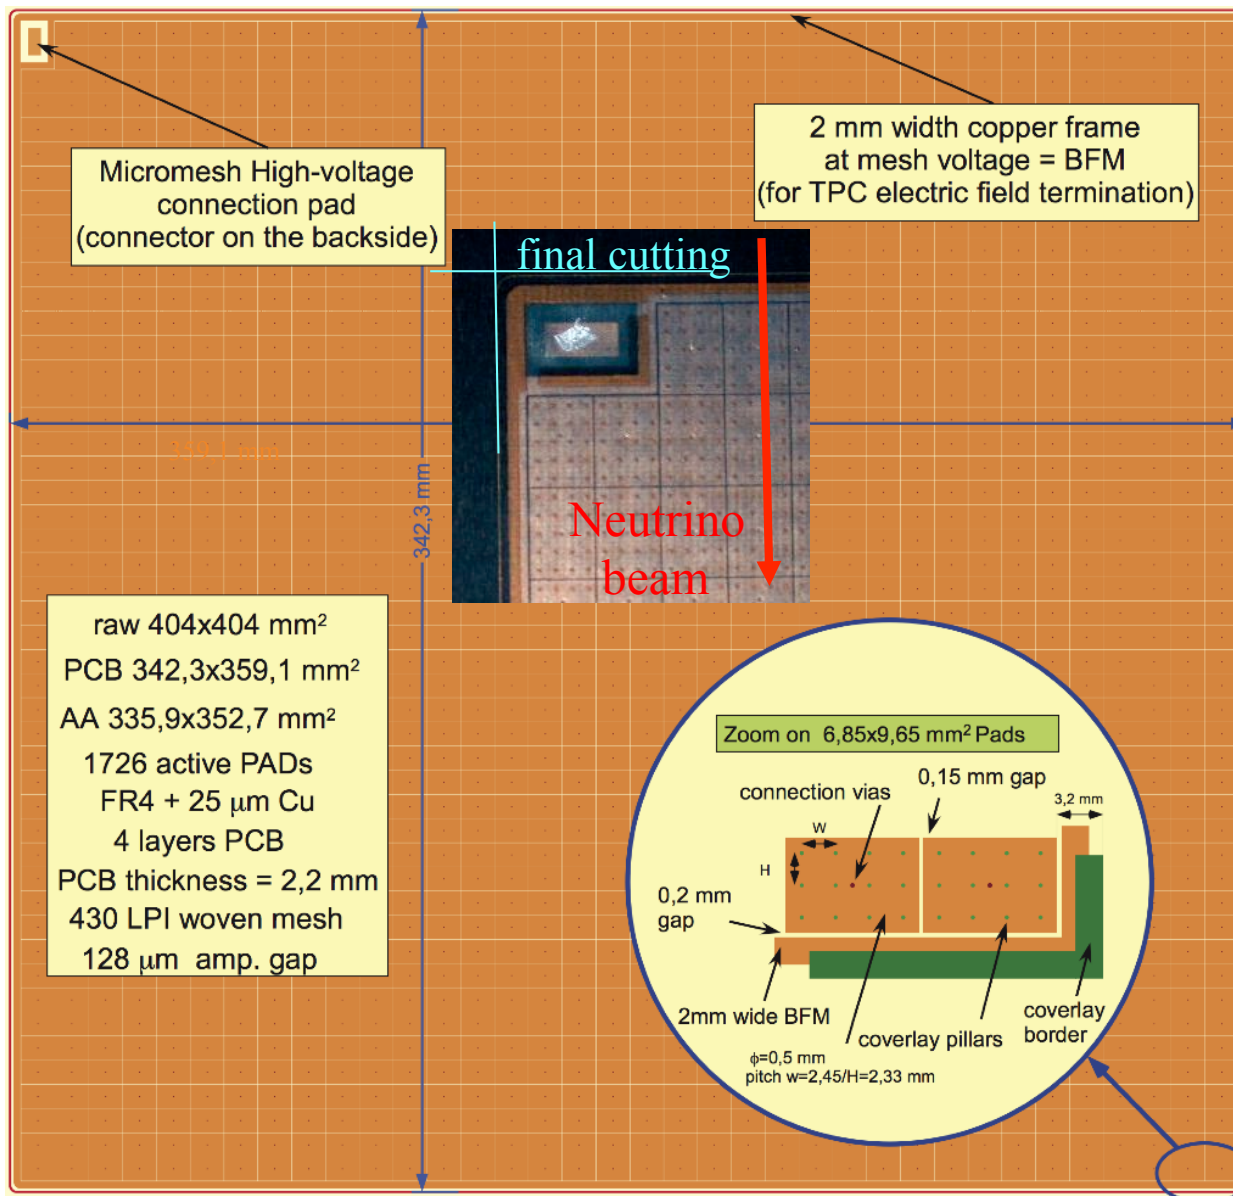 Micromesh High-voltage
connection pad
(connector on the backside)
2 mm width copper frame
at mesh voltage = BFM
(for TPC electric field termination)
final cutting
Neutrino
beam
359,1 mm
342,3 mm
raw 404x404 mm²
PCB 342,3x359,1 mm²
AA 335,9x352,7 mm²
1726 active PADs
FR4 + 25 μm Cu
4 layers PCB
PCB thickness = 2,2 mm
430 LPI woven mesh
128 μm amp. gap
Zoom on 6,85x9,65 mm² Pads
connection vias
0,15 mm gap
3,2 mm
W
H
0,2 mm
gap
2mm wide BFM
coverlay pillars
coverlay
border
ϕ=0,5 mm
pitch w=2,45/H=2,33 mm